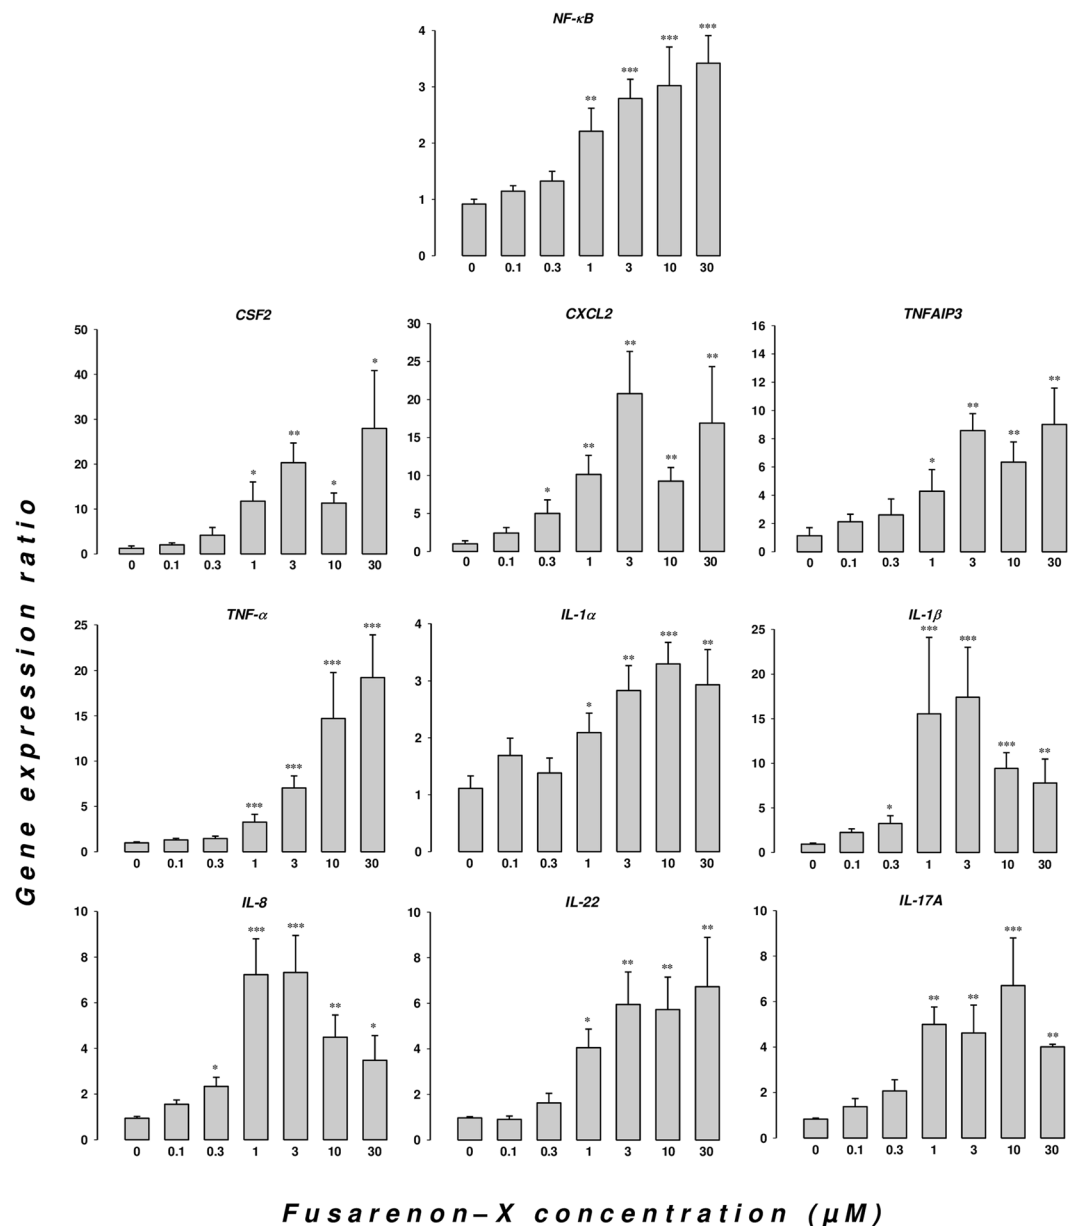 NF-κB
4
3
2
1
0
** *** *** ***
0 0.1 0.3 1 3 10 30
CSF2
50
40
30
20
10
0
* ** * *
0 0.1 0.3 1 3 10 30
CXCL2
30
25
20
15
10
5
0
* ** ** ** **
0 0.1 0.3 1 3 10 30
TNFAIP3
16
14
12
10
8
6
4
2
0
* ** ** **
0 0.1 0.3 1 3 10 30
TNF-α
25
20
15
10
5
0
*** *** *** ***
0 0.1 0.3 1 3 10 30
IL-1α
4
3
2
1
0
* ** *** **
0 0.1 0.3 1 3 10 30
IL-1β
25
20
15
10
5
0
* *** *** *** **
0 0.1 0.3 1 3 10 30
IL-8
10
8
6
4
2
0
* *** *** ** *
0 0.1 0.3 1 3 10 30
IL-22
10
8
6
4
2
0
* ** ** **
0 0.1 0.3 1 3 10 30
IL-17A
10
8
6
4
2
0
** ** *** **
0 0.1 0.3 1 3 10 30
Gene expression ratio
Fusarenon–X concentration (µM)